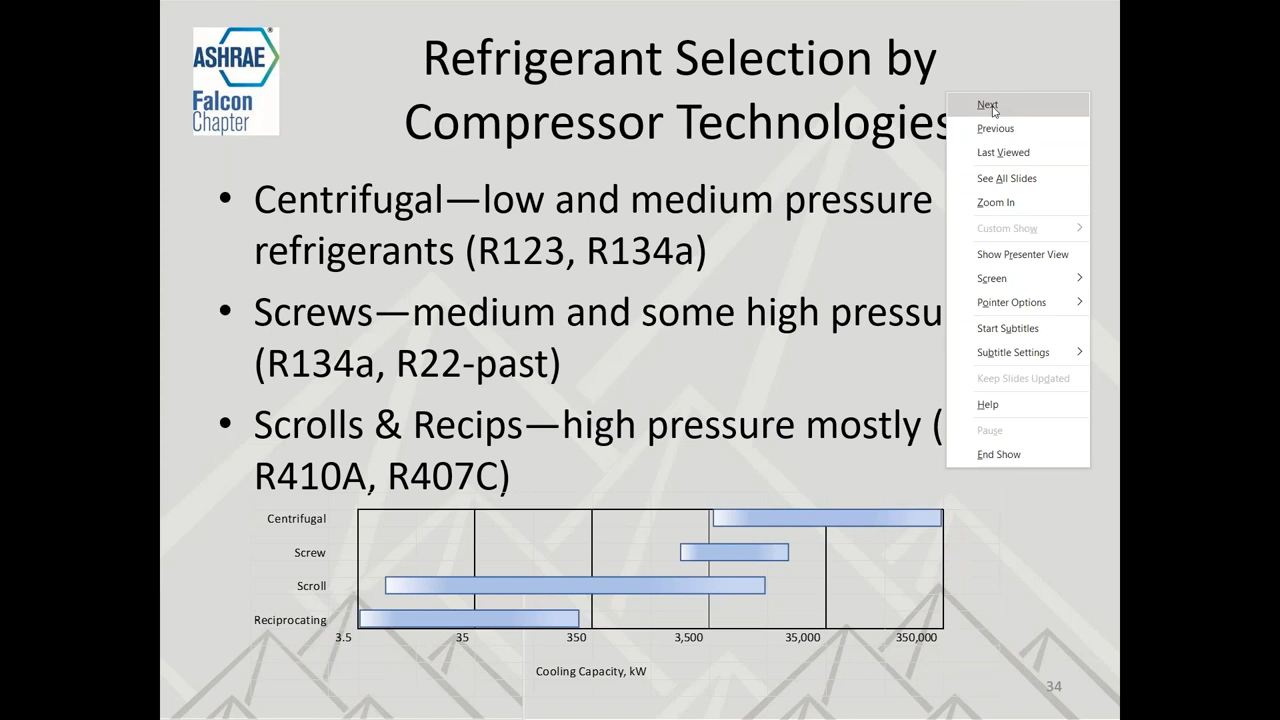 ASHRAE®
Falcon
Chapter
Refrigerant Selection by
Compressor Technologies
• Centrifugal—low and medium pressure
refrigerants (R123, R134a)
• Screws—medium and some high pressu
(R134a, R22-past)
• Scrolls & Recips—high pressure mostly (
R410A, R407C)
Next
Previous
Last Viewed
See All Slides
Zoom In
Custom Show
Show Presenter View
Screen
Pointer Options
Start Subtitles
Subtitle Settings
Keep Slides Updated
Help
Pause
End Show
Centrifugal
Screw
Scroll
Reciprocating
3.5 35 350 3,500 35,000 350,000
Cooling Capacity, kW
34